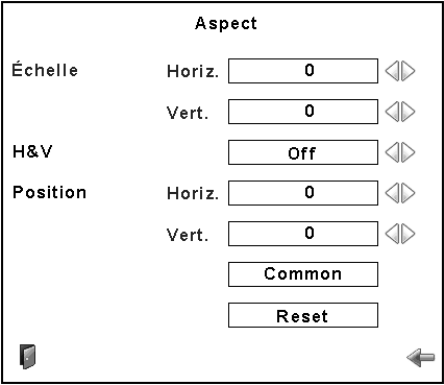 Aspect
Échelle Horiz. 0
Vert. 0
H&V Off
Position Horiz. 0
Vert. 0
Common
Reset